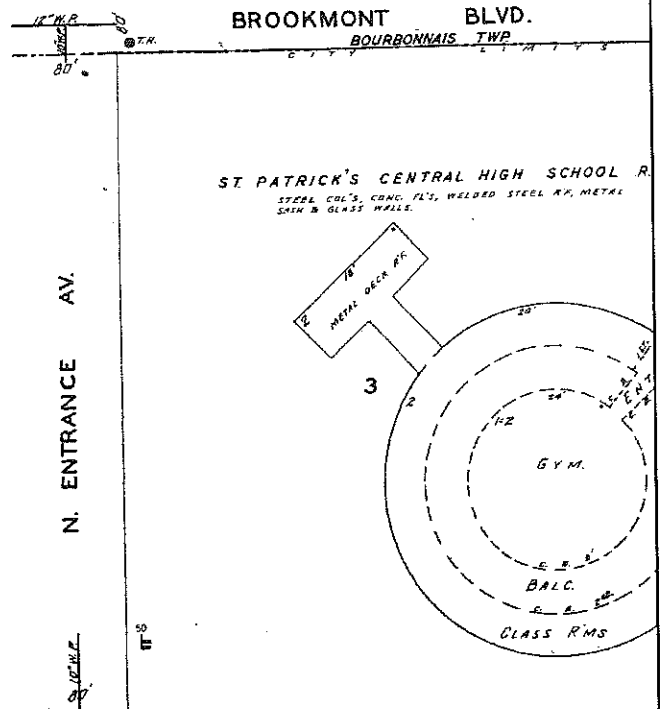 BROOKMONT BLVD.
12" W.P.
80'
T.H.
BOURBONNAIS TWP.
CITY LIMITS
80'
ST. PATRICK'S CENTRAL HIGH SCHOOL R.
STEEL COL'S, CONC. FL'S, WELDED STEEL R'F, METAL
SASH & GLASS WALLS.
N. ENTRANCE AV.
2
18'
METAL DECK R'F.
3
2
20'
ENT.
24'
1=2
GYM.
C. B. 8'
BALC.
C. B. 2ND.
CLASS R'MS
50
10" W.P.
80'